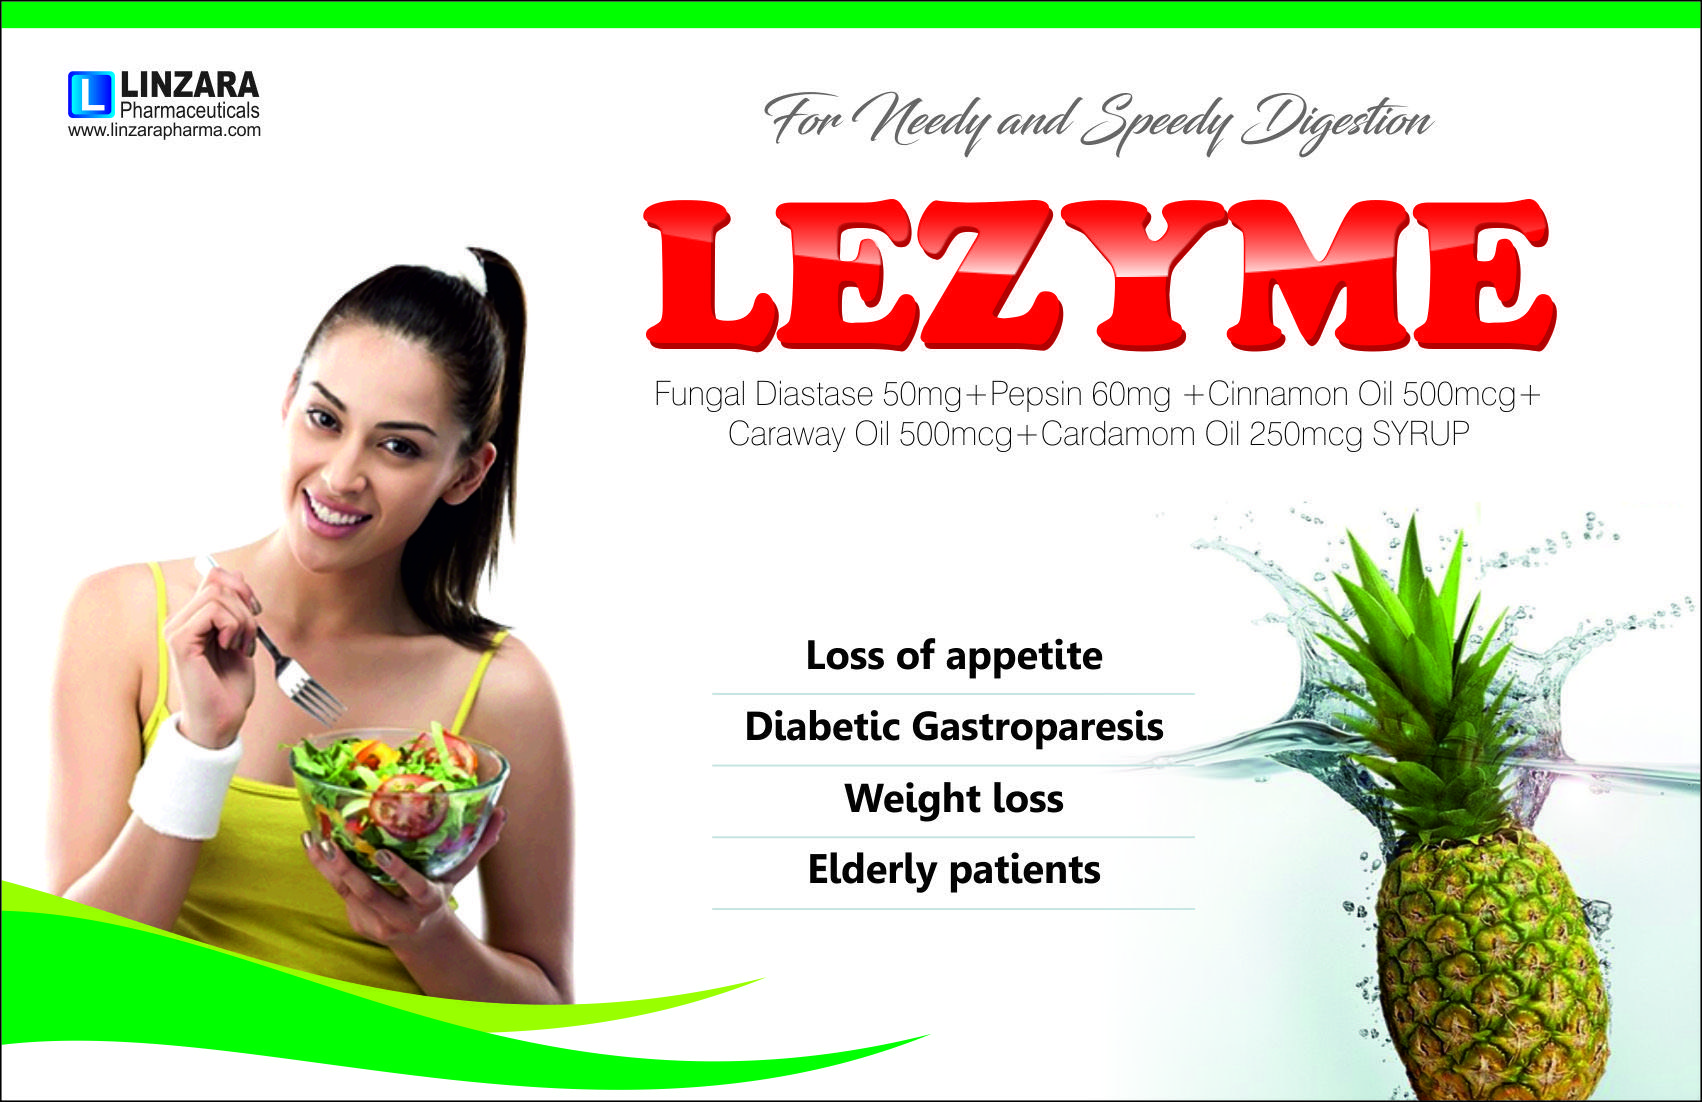 L LINZARA
Pharmaceuticals
www.linzarapharma.com
For Needy and Speedy Digestion
LEZYME
Fungal Diastase 50mg+Pepsin 60mg +Cinnamon Oil 500mcg+
Caraway Oil 500mcg+Cardamom Oil 250mcg SYRUP
Loss of appetite
Diabetic Gastroparesis
Weight loss
Elderly patients